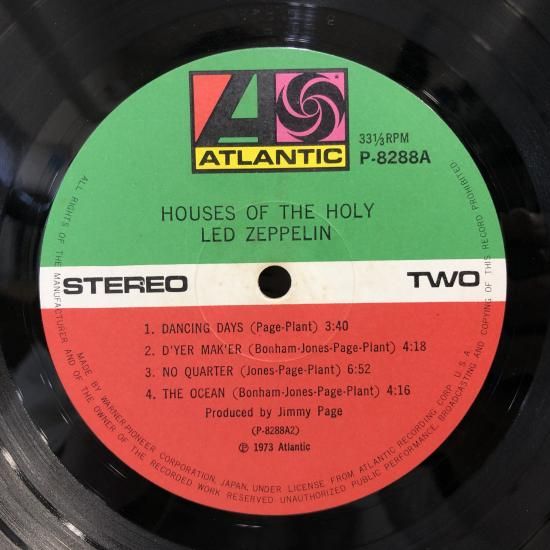 ATLANTIC
33⅓RPM
P-8288A
HOUSES OF THE HOLY
LED ZEPPELIN
STEREO
TWO
1. DANCING DAYS (Page-Plant) 3:40
2. D'YER MAK'ER (Bonham-Jones-Page-Plant) 4:18
3. NO QUARTER (Jones-Page-Plant) 6:52
4. THE OCEAN (Bonham-Jones-Page-Plant) 4:16
Produced by Jimmy Page
(P-8288A2)
Ⓟ 1973 Atlantic
ALL RIGHTS OF THE MANUFACTURER AND OF THE OWNER OF THE RECORDED WORK RESERVED UNAUTHORIZED PUBLIC PERFORMANCE, BROADCASTING AND COPYING OF THIS RECORD PROHIBITED.
MADE BY WARNER-PIONEER CORPORATION, JAPAN, UNDER LICENSE FROM ATLANTIC RECORDING CORP. U.S.A.